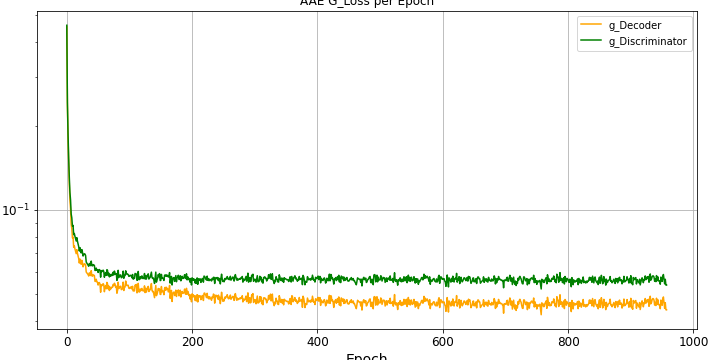 AAE G_Loss per Epoch
g_Decoder
g_Discriminator
10⁻¹
0 200 400 600 800 1000
Epoch